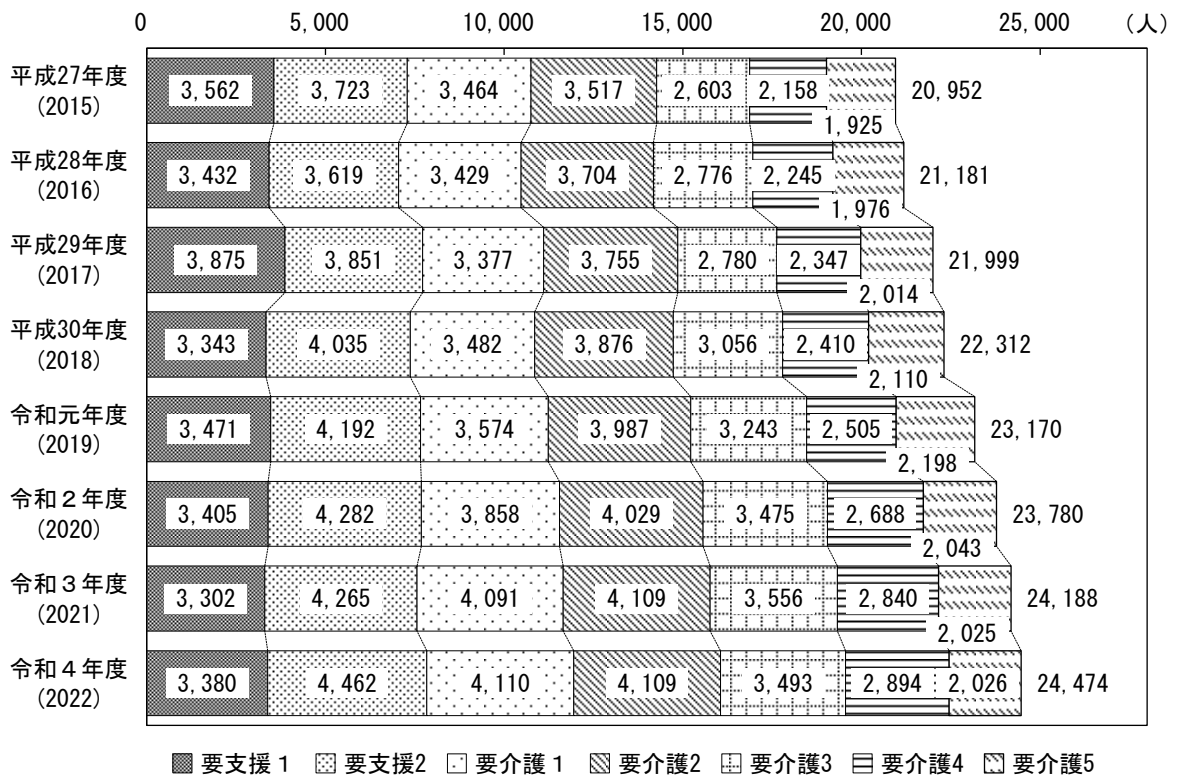 0 5,000 10,000 15,000 20,000 25,000 （人）
平成27年度
(2015)
3,562 3,723 3,464 3,517 2,603 2,158 1,925 20,952
平成28年度
(2016)
3,432 3,619 3,429 3,704 2,776 2,245 1,976 21,181
平成29年度
(2017)
3,875 3,851 3,377 3,755 2,780 2,347 2,014 21,999
平成30年度
(2018)
3,343 4,035 3,482 3,876 3,056 2,410 2,110 22,312
令和元年度
(2019)
3,471 4,192 3,574 3,987 3,243 2,505 2,198 23,170
令和２年度
(2020)
3,405 4,282 3,858 4,029 3,475 2,688 2,043 23,780
令和３年度
(2021)
3,302 4,265 4,091 4,109 3,556 2,840 2,025 24,188
令和４年度
(2022)
3,380 4,462 4,110 4,109 3,493 2,894 2,026 24,474
要支援１ 要支援2 要介護１ 要介護2 要介護3 要介護4 要介護5